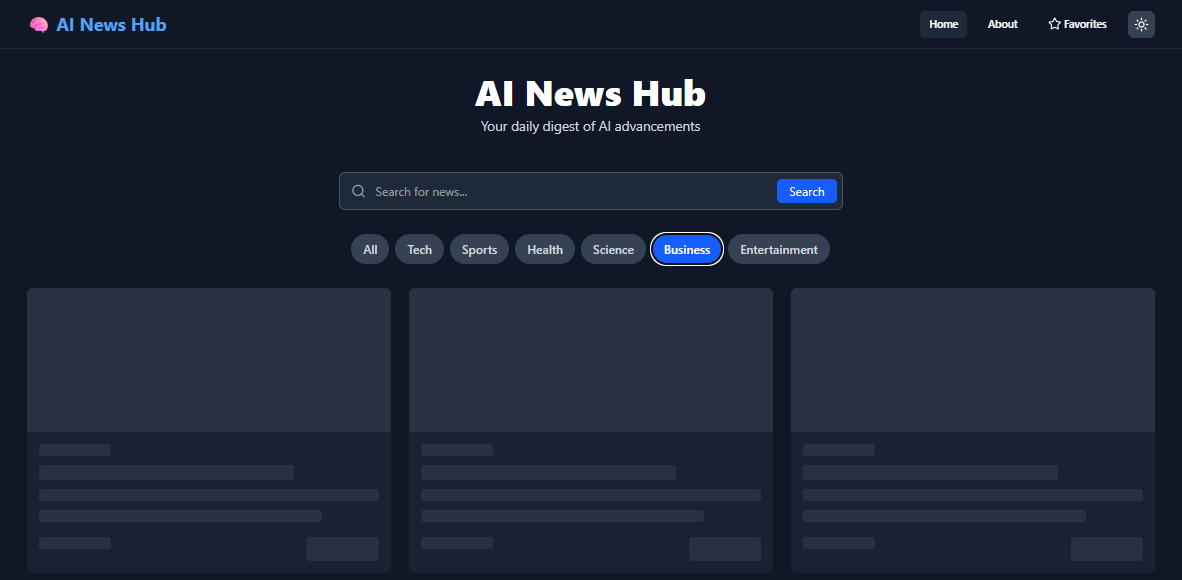 AI News Hub
Home About Favorites
AI News Hub
Your daily digest of AI advancements
Search for news... Search
All Tech Sports Health Science Business Entertainment